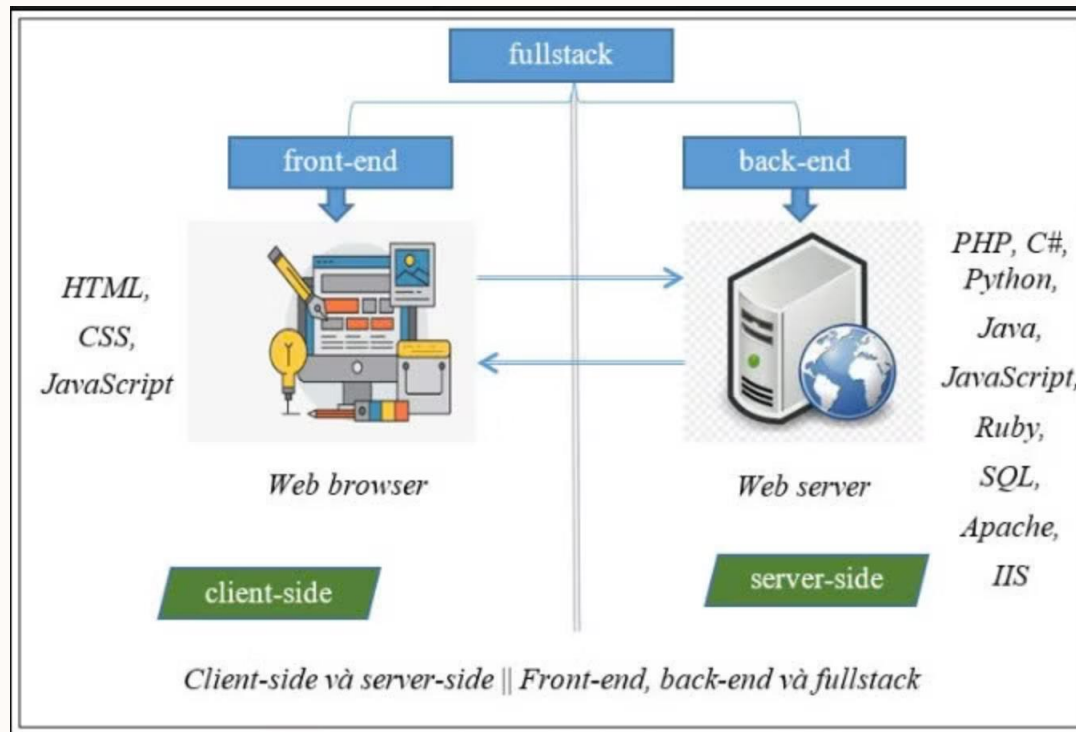 fullstack
front-end
back-end
HTML,
CSS,
JavaScript
PHP, C#,
Python,
Java,
JavaScript,
Ruby,
SQL,
Apache,
IIS
Web browser
Web server
client-side
server-side
Client-side và server-side || Front-end, back-end và fullstack